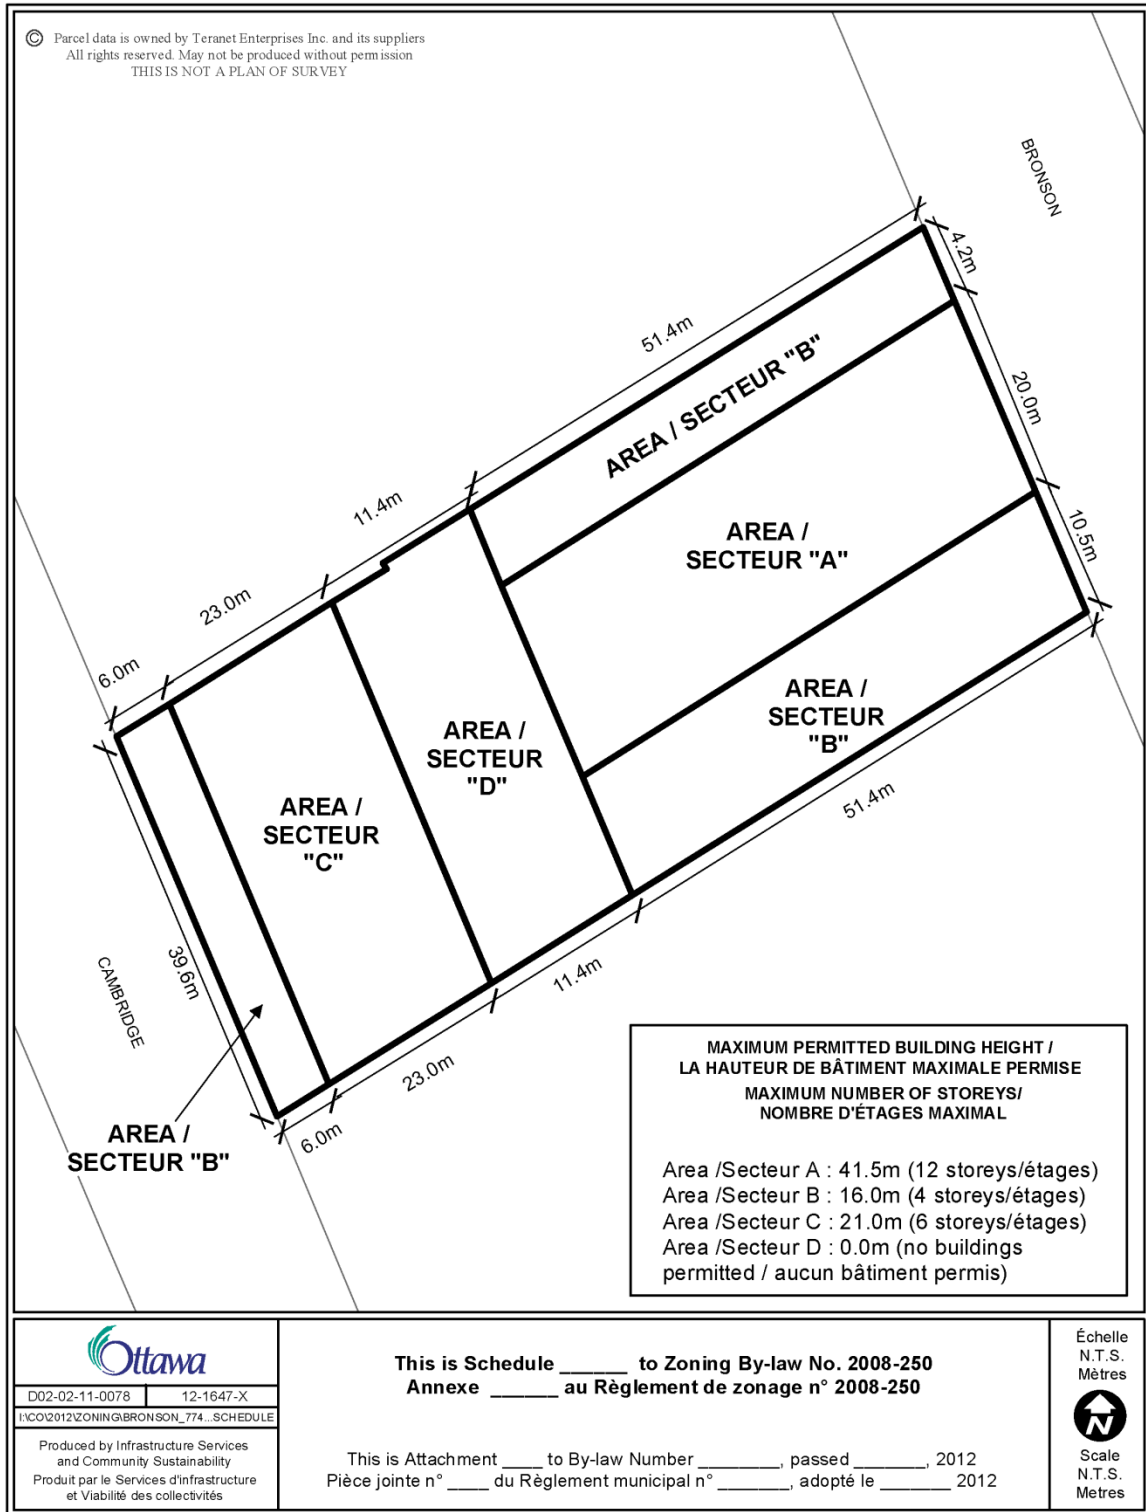 © Parcel data is owned by Teranet Enterprises Inc. and its suppliers
All rights reserved. May not be produced without permission
THIS IS NOT A PLAN OF SURVEY
BRONSON
4.2m
51.4m
AREA / SECTEUR "B"
20.0m
11.4m
AREA /
SECTEUR "A"
10.5m
23.0m
6.0m
AREA /
SECTEUR
"B"
AREA /
SECTEUR
"D"
51.4m
AREA /
SECTEUR
"C"
39.6m
CAMBRIDGE
11.4m
23.0m
6.0m
AREA /
SECTEUR "B"
MAXIMUM PERMITTED BUILDING HEIGHT /
LA HAUTEUR DE BÂTIMENT MAXIMALE PERMISE
MAXIMUM NUMBER OF STOREYS/
NOMBRE D'ÉTAGES MAXIMAL
Area /Secteur A : 41.5m (12 storeys/étages)
Area /Secteur B : 16.0m (4 storeys/étages)
Area /Secteur C : 21.0m (6 storeys/étages)
Area /Secteur D : 0.0m (no buildings
permitted / aucun bâtiment permis)
Ottawa
D02-02-11-0078 12-1647-X
I:\CO\2012\ZONING\BRONSON_774...SCHEDULE
Produced by Infrastructure Services
and Community Sustainability
Produit par le Services d'infrastructure
et Viabilité des collectivités
This is Schedule ______ to Zoning By-law No. 2008-250
Annexe ______ au Règlement de zonage n° 2008-250
This is Attachment ____ to By-law Number ________, passed _______, 2012
Pièce jointe n° ____ du Règlement municipal n° _______, adopté le _______ 2012
Échelle
N.T.S.
Mètres
N
Scale
N.T.S.
Metres